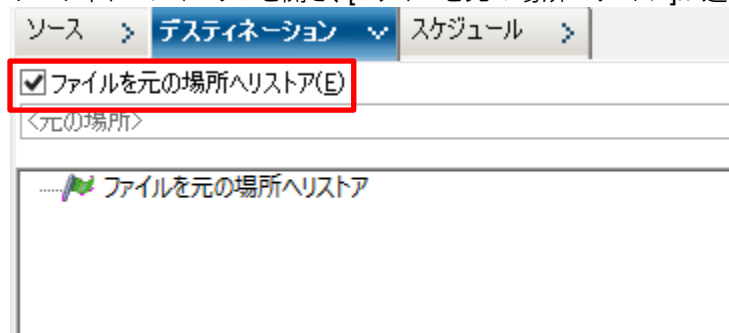 ソース > デスティネーション ∨ スケジュール >
ファイルを元の場所へリストア(E)
<元の場所>
ファイルを元の場所へリストア